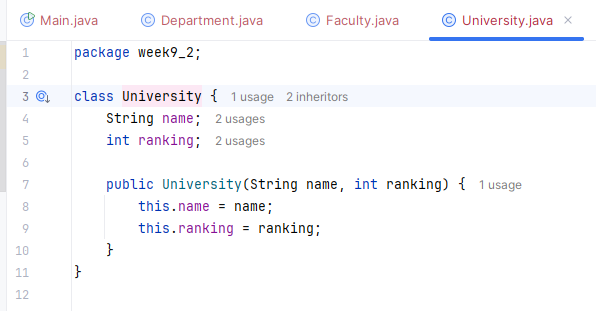 Main.java Department.java Faculty.java University.java
1 package week9_2;
2
3 class University { 1 usage 2 inheritors
4 String name; 2 usages
5 int ranking; 2 usages
6
7 public University(String name, int ranking) { 1 usage
8 this.name = name;
9 this.ranking = ranking;
10 }
11 }
12